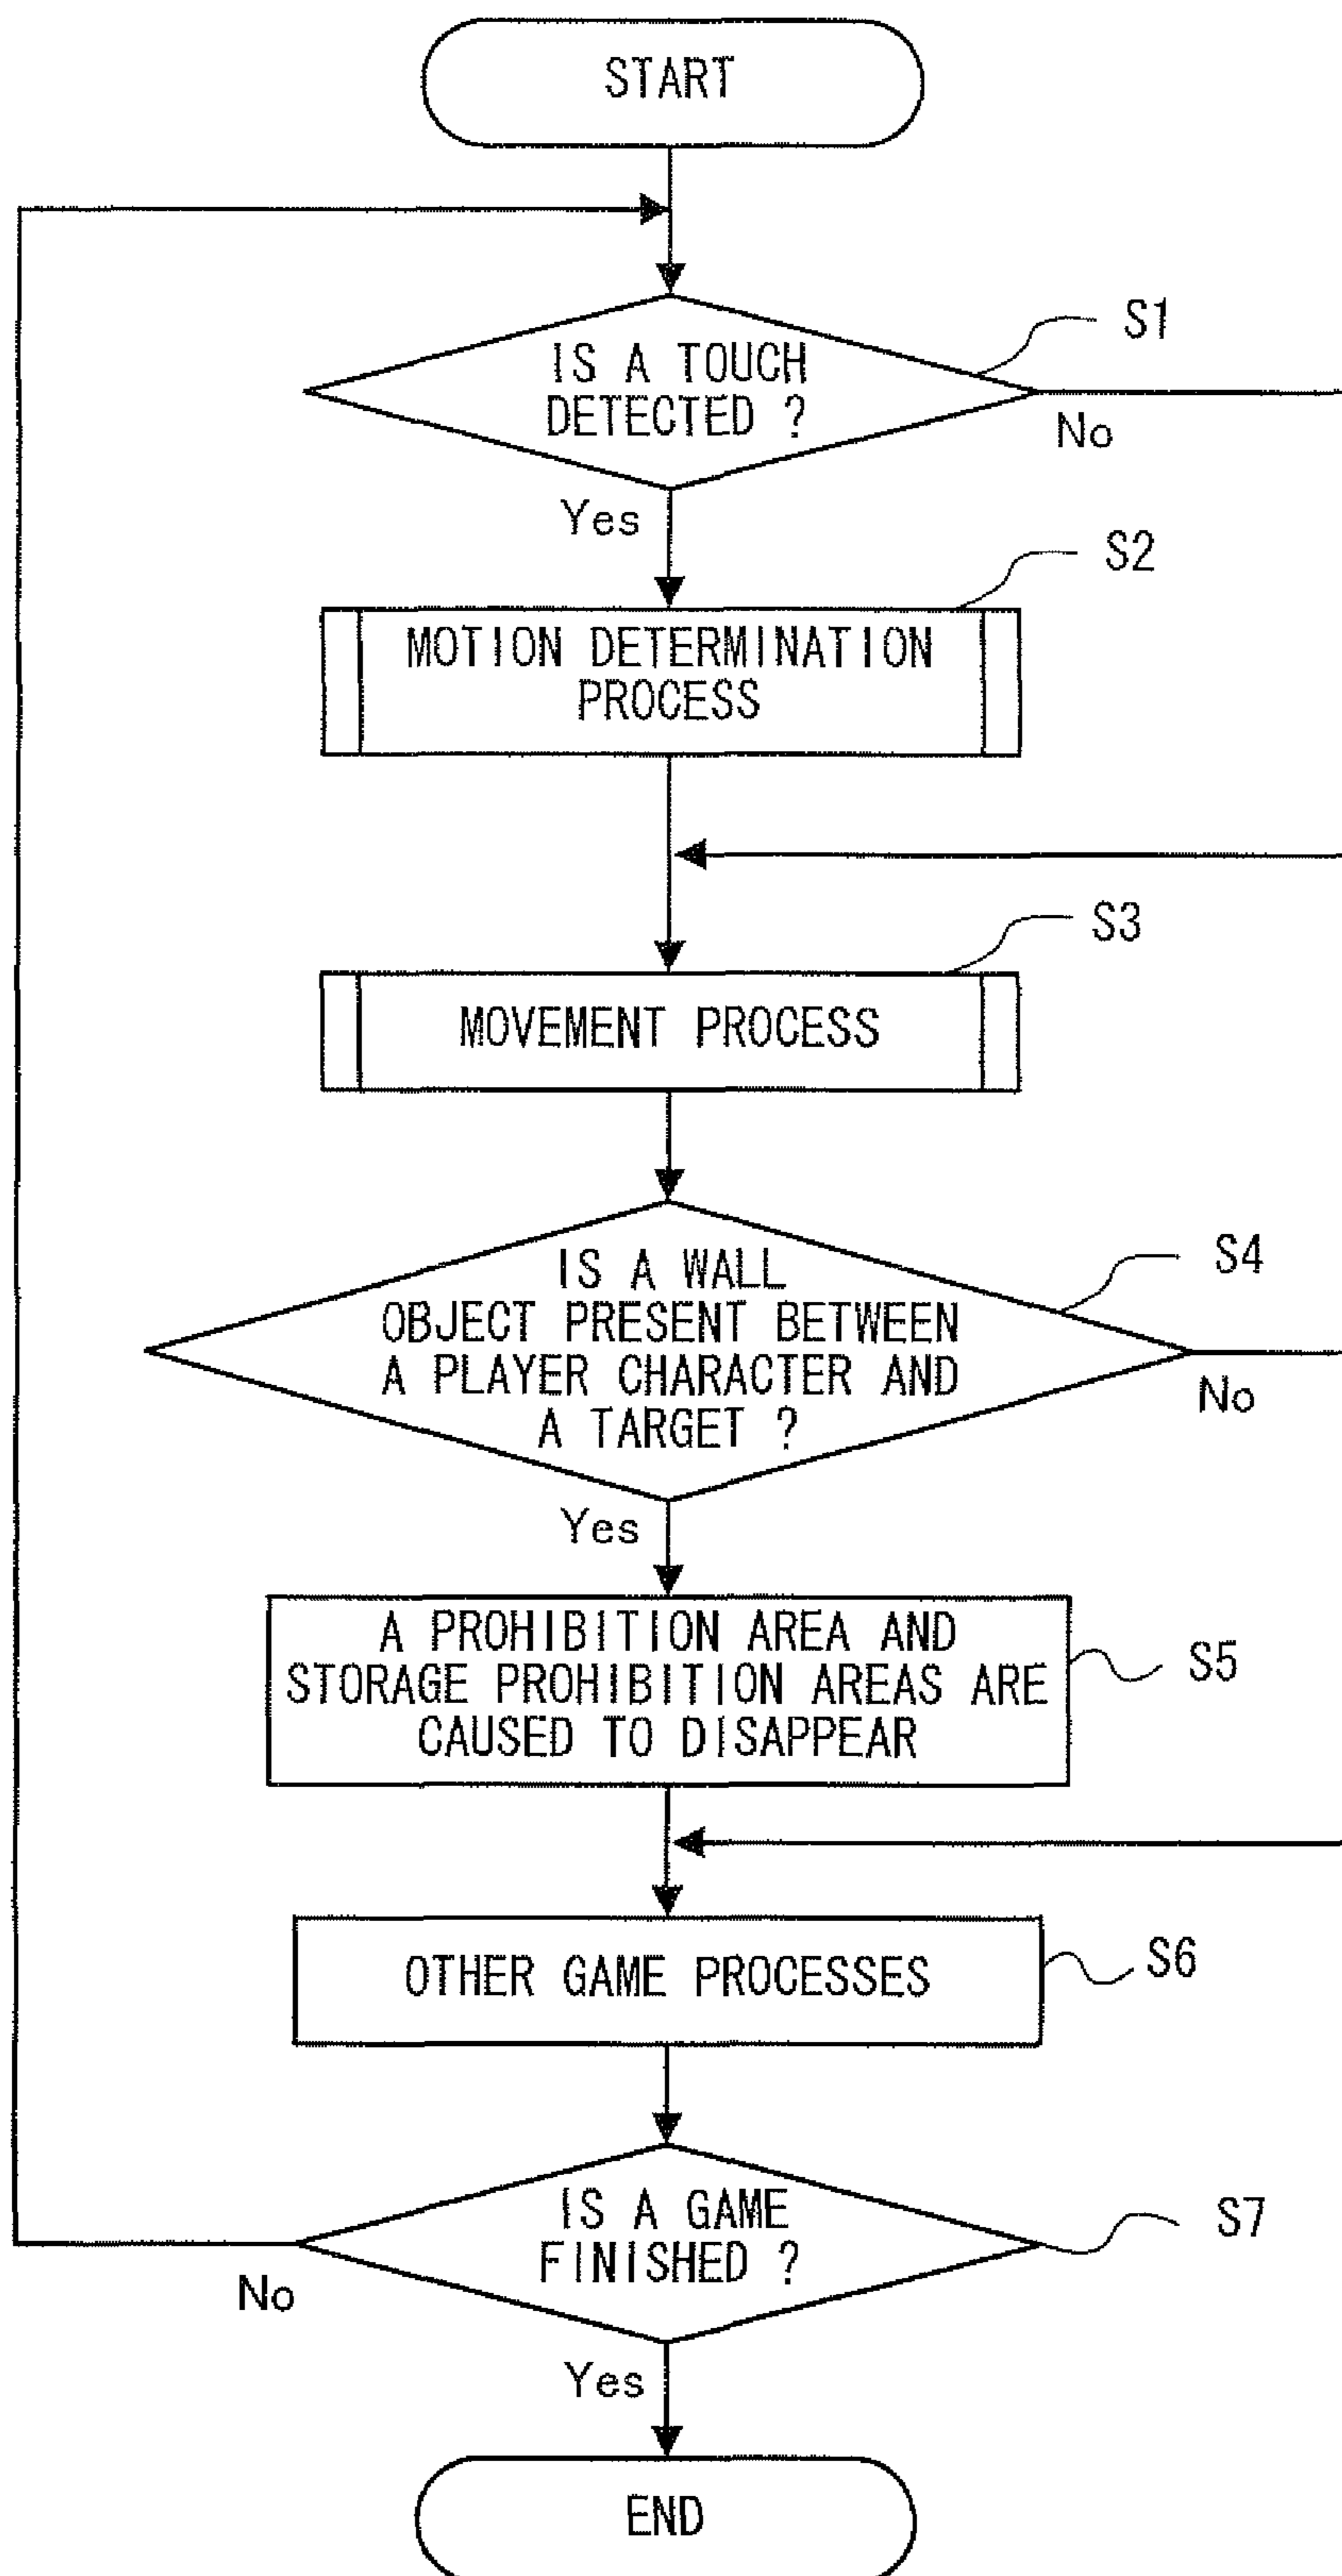 START
S1
IS A TOUCH
DETECTED ?
No
Yes
S2
MOTION DETERMINATION
PROCESS
S3
MOVEMENT PROCESS
S4
IS A WALL
OBJECT PRESENT BETWEEN
A PLAYER CHARACTER AND
A TARGET ?
No
Yes
A PROHIBITION AREA AND
STORAGE PROHIBITION AREAS ARE
CAUSED TO DISAPPEAR
S5
OTHER GAME PROCESSES
S6
IS A GAME
FINISHED ?
S7
No
Yes
END